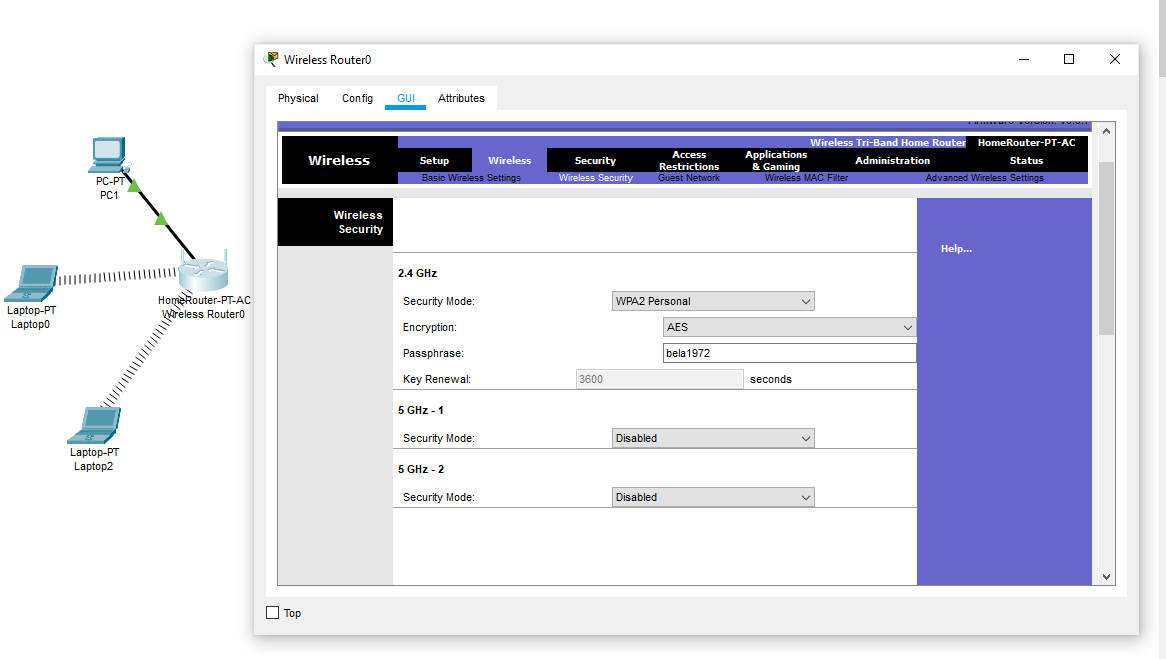 Wireless Router0
Physical Config GUI Attributes
Wireless Tri-Band Home Router HomeRouter-PT-AC
Wireless
Setup Wireless Security Access Restrictions Applications & Gaming Administration Status
Basic Wireless Settings Wireless Security Guest Network Wireless MAC Filter Advanced Wireless Settings
Wireless
Security
Help...
2.4 GHz
Security Mode: WPA2 Personal
Encryption: AES
Passphrase: bela1972
Key Renewal: 3600 seconds
5 GHz - 1
Security Mode: Disabled
5 GHz - 2
Security Mode: Disabled
Top
PC-PT
PC1
HomeRouter-PT-AC
Wireless Router0
Laptop-PT
Laptop0
Laptop-PT
Laptop2